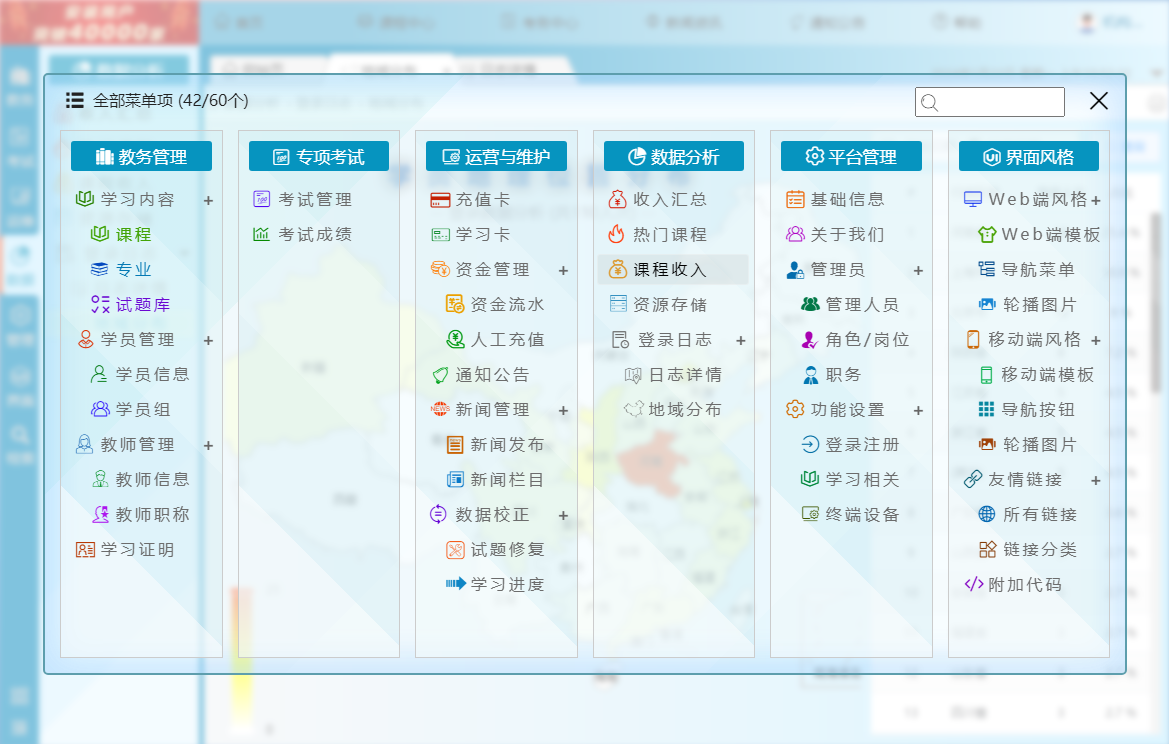 全部菜单项 (42/60个)
教务管理
学习内容 +
课程
专业
试题库
学员管理 +
学员信息
学员组
教师管理 +
教师信息
教师职称
学习证明
专项考试
考试管理
考试成绩
运营与维护
充值卡
学习卡
资金管理 +
资金流水
人工充值
通知公告
NEWS 新闻管理 +
新闻发布
新闻栏目
数据校正 +
试题修复
学习进度
数据分析
收入汇总
热门课程
课程收入
资源存储
登录日志 +
日志详情
地域分布
平台管理
基础信息
关于我们
管理员 +
管理人员
角色/岗位
职务
功能设置 +
登录注册
学习相关
终端设备
界面风格
Web端风格 +
Web端模板
导航菜单
轮播图片
移动端风格 +
移动端模板
导航按钮
轮播图片
友情链接 +
所有链接
链接分类
附加代码